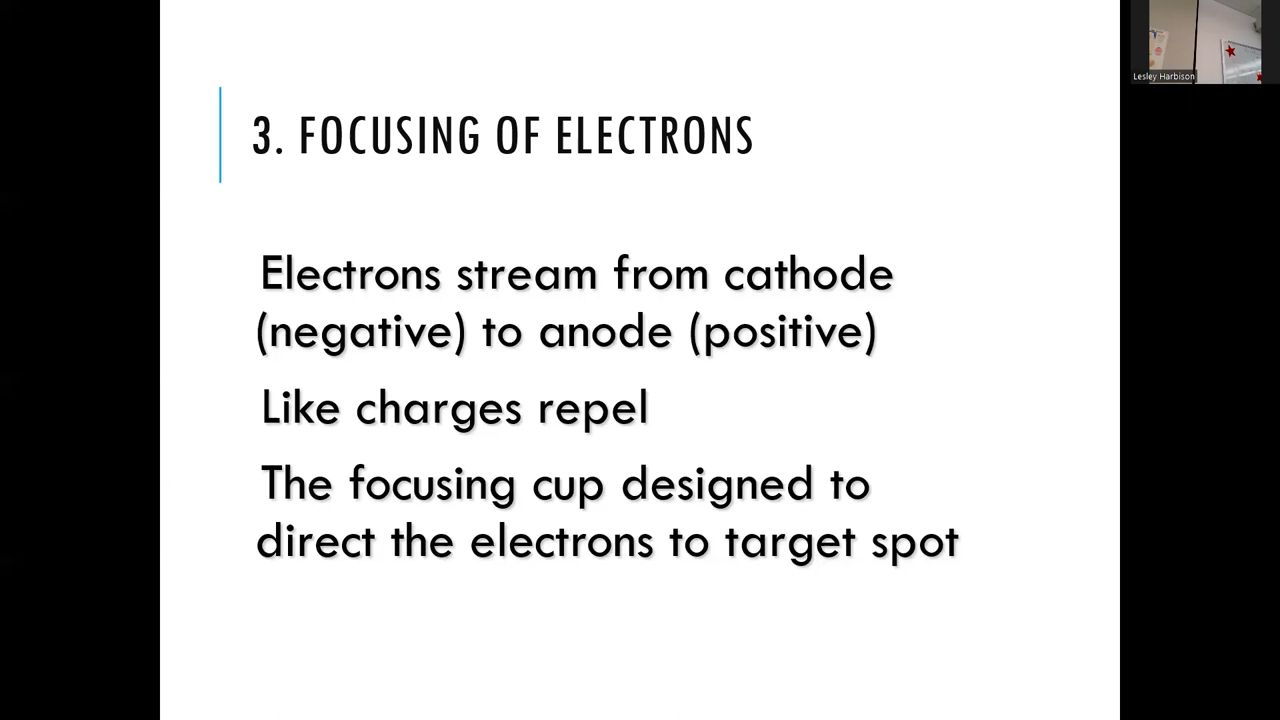 3. FOCUSING OF ELECTRONS
Electrons stream from cathode
(negative) to anode (positive)
Like charges repel
The focusing cup designed to
direct the electrons to target spot
Lesley Harbison